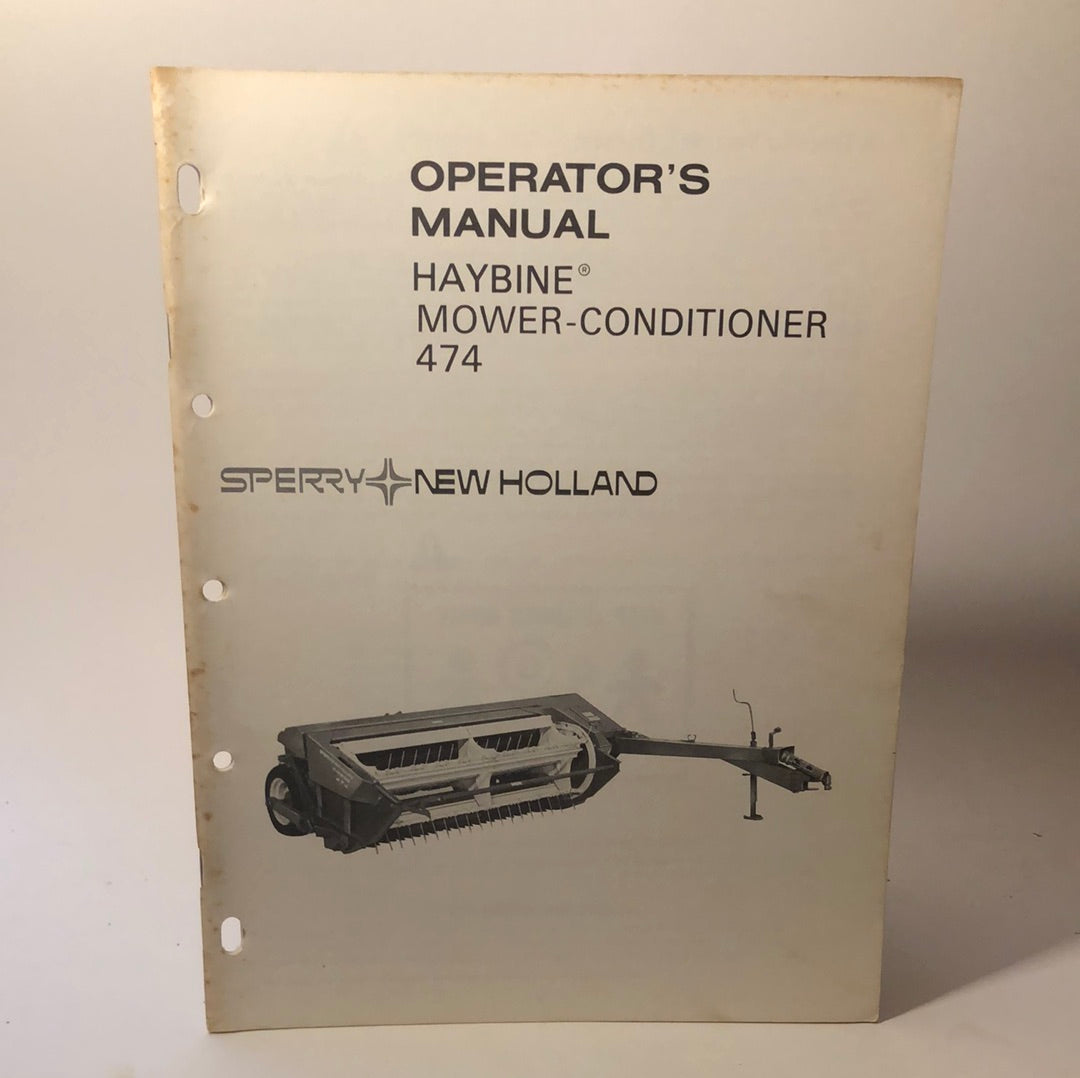 OPERATOR'S
MANUAL
HAYBINE®
MOWER-CONDITIONER
474
SPERRY NEW HOLLAND